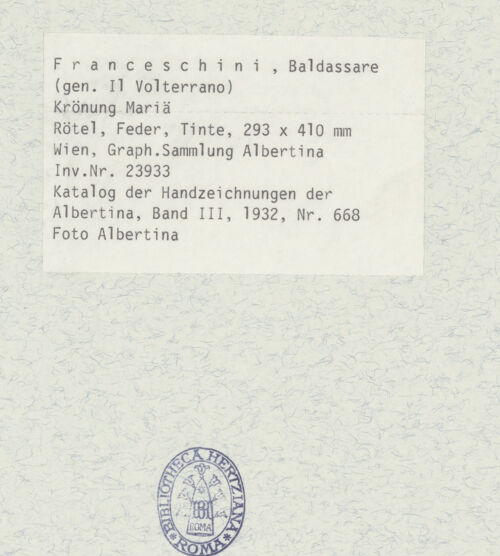 F r a n c e s c h i n i , Baldassare
(gen. Il Volterrano)
Krönung Mariä
Rötel, Feder, Tinte, 293 x 410 mm
Wien, Graph.Sammlung Albertina
Inv.Nr. 23933
Katalog der Handzeichnungen der
Albertina, Band III, 1932, Nr. 668
Foto Albertina
BIBLIOTHECA HERTZIANA
ROMA
* ROMA *